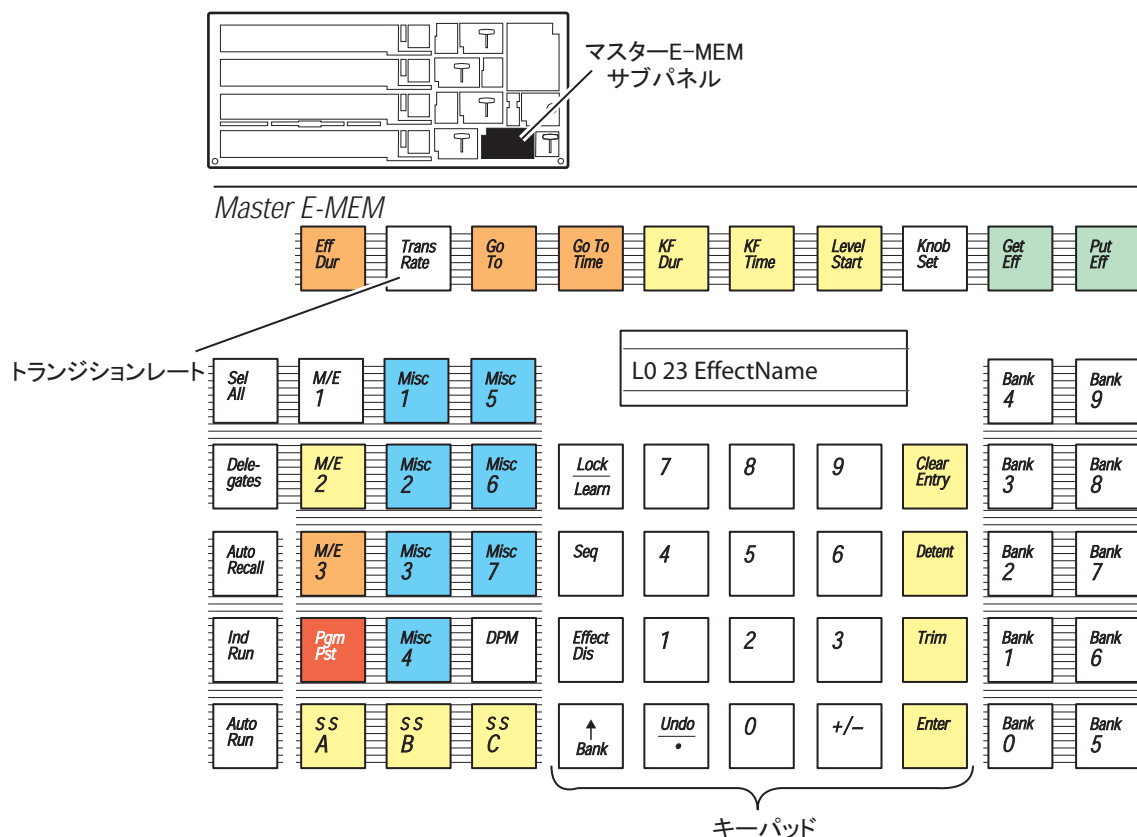 マスターE-MEM
サブパネル
Master E-MEM
Eff
Dur
Trans
Rate
Go
To
Go To
Time
KF
Dur
KF
Time
Level
Start
Knob
Set
Get
Eff
Put
Eff
トランジションレート
Sel
All
M/E
1
Misc
1
Misc
5
L0 23 EffectName
Bank
4
Bank
9
Dele-
gates
M/E
2
Misc
2
Misc
6
Lock
Learn
7
8
9
Clear
Entry
Bank
3
Bank
8
Auto
Recall
M/E
3
Misc
3
Misc
7
Seq
4
5
6
Detent
Bank
2
Bank
7
Ind
Run
Pgm
Pst
Misc
4
DPM
Effect
Dis
1
2
3
Trim
Bank
1
Bank
6
Auto
Run
S S
A
S S
B
S S
C
↑
Bank
Undo
•
0
+/–
Enter
Bank
0
Bank
5
キーパッド